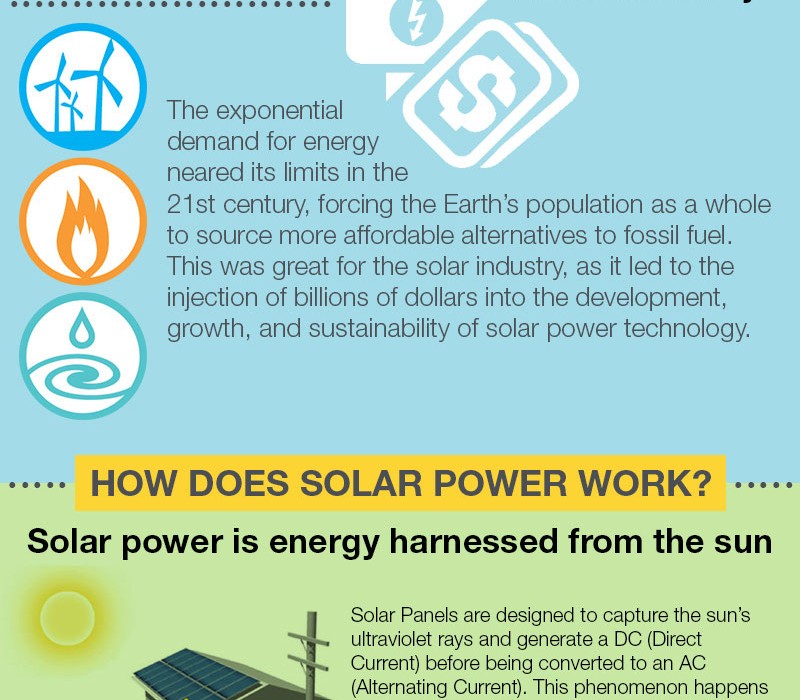 The exponential
demand for energy
neared its limits in the
21st century, forcing the Earth's population as a whole
to source more affordable alternatives to fossil fuel.
This was great for the solar industry, as it led to the
injection of billions of dollars into the development,
growth, and sustainability of solar power technology.
HOW DOES SOLAR POWER WORK?
Solar power is energy harnessed from the sun
Solar Panels are designed to capture the sun's
ultraviolet rays and generate a DC (Direct
Current) before being converted to an AC
(Alternating Current). This phenomenon happens